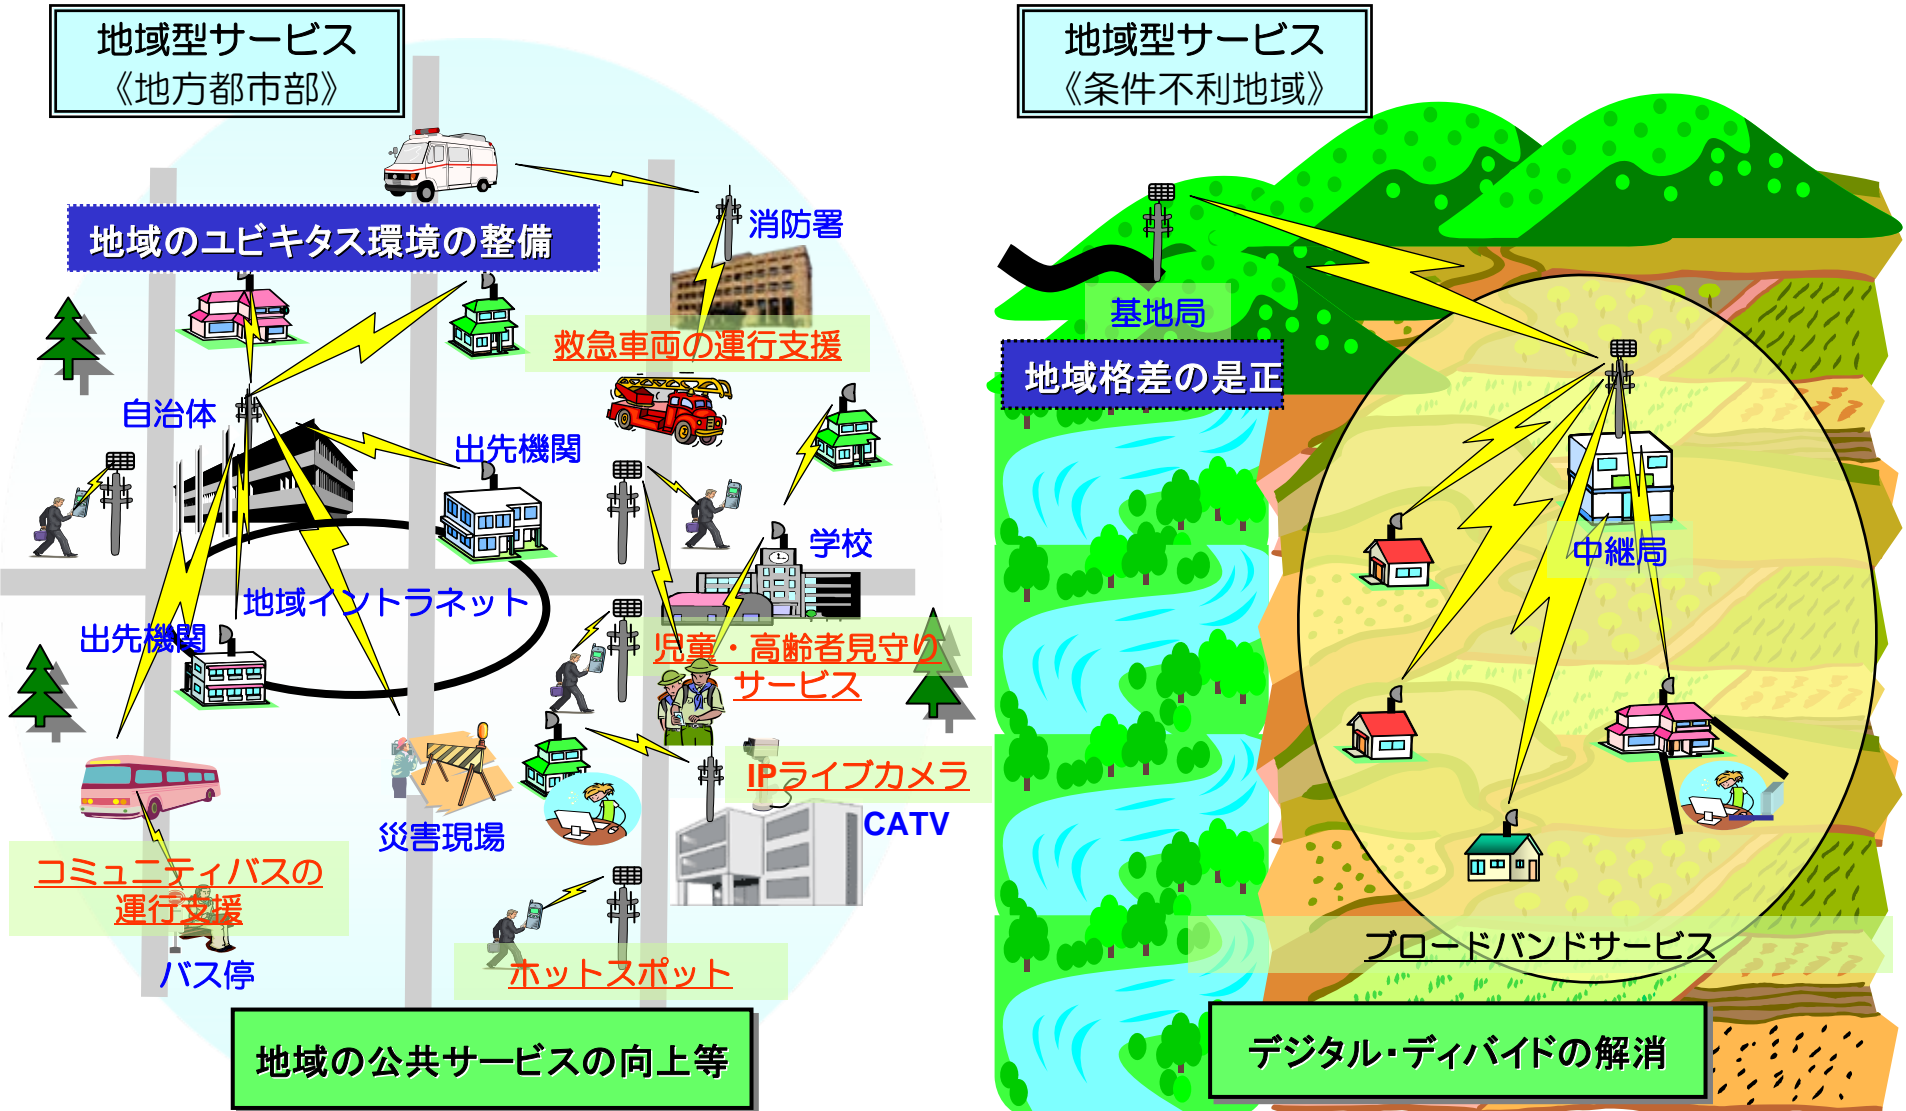 地域型サービス
《地方都市部》
消防署
地域のユビキタス環境の整備
救急車両の運行支援
自治体
出先機関
学校
地域イントラネット
出先機関
児童・高齢者見守り
サービス
IPライブカメラ
CATV
災害現場
コミュニティバスの
運行支援
バス停
ホットスポット
地域の公共サービスの向上等
地域型サービス
《条件不利地域》
基地局
地域格差の是正
中継局
ブロードバンドサービス
デジタル・ディバイドの解消